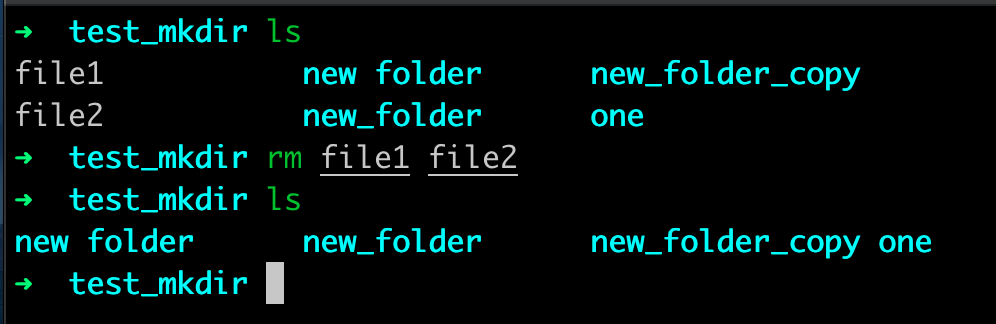 ➜ test_mkdir ls
file1 new folder new_folder_copy
file2 new_folder one
➜ test_mkdir rm file1 file2
➜ test_mkdir ls
new folder new_folder new_folder_copy one
➜ test_mkdir